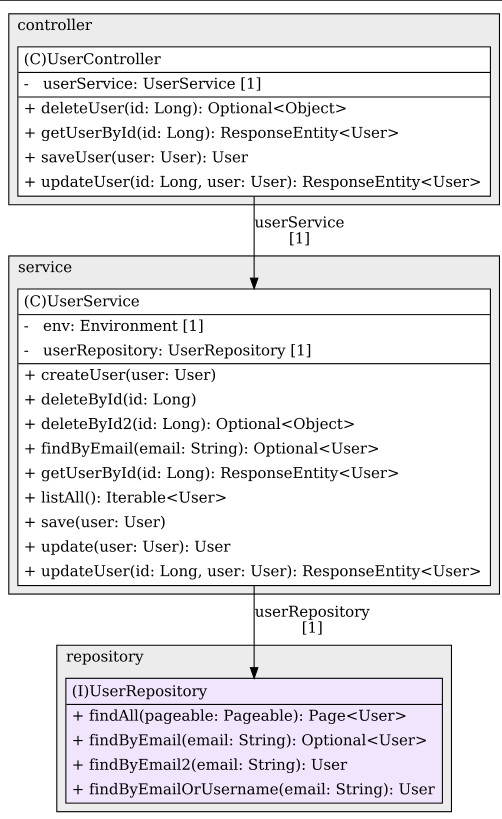 controller
(C)UserController
- userService: UserService [1]
+ deleteUser(id: Long): Optional<Object>
+ getUserById(id: Long): ResponseEntity<User>
+ saveUser(user: User): User
+ updateUser(id: Long, user: User): ResponseEntity<User>
userService
[1]
service
(C)UserService
- env: Environment [1]
- userRepository: UserRepository [1]
+ createUser(user: User)
+ deleteById(id: Long)
+ deleteById2(id: Long): Optional<Object>
+ findByEmail(email: String): Optional<User>
+ getUserById(id: Long): ResponseEntity<User>
+ listAll(): Iterable<User>
+ save(user: User)
+ update(user: User): User
+ updateUser(id: Long, user: User): ResponseEntity<User>
userRepository
[1]
repository
(I)UserRepository
+ findAll(pageable: Pageable): Page<User>
+ findByEmail(email: String): Optional<User>
+ findByEmail2(email: String): User
+ findByEmailOrUsername(email: String): User